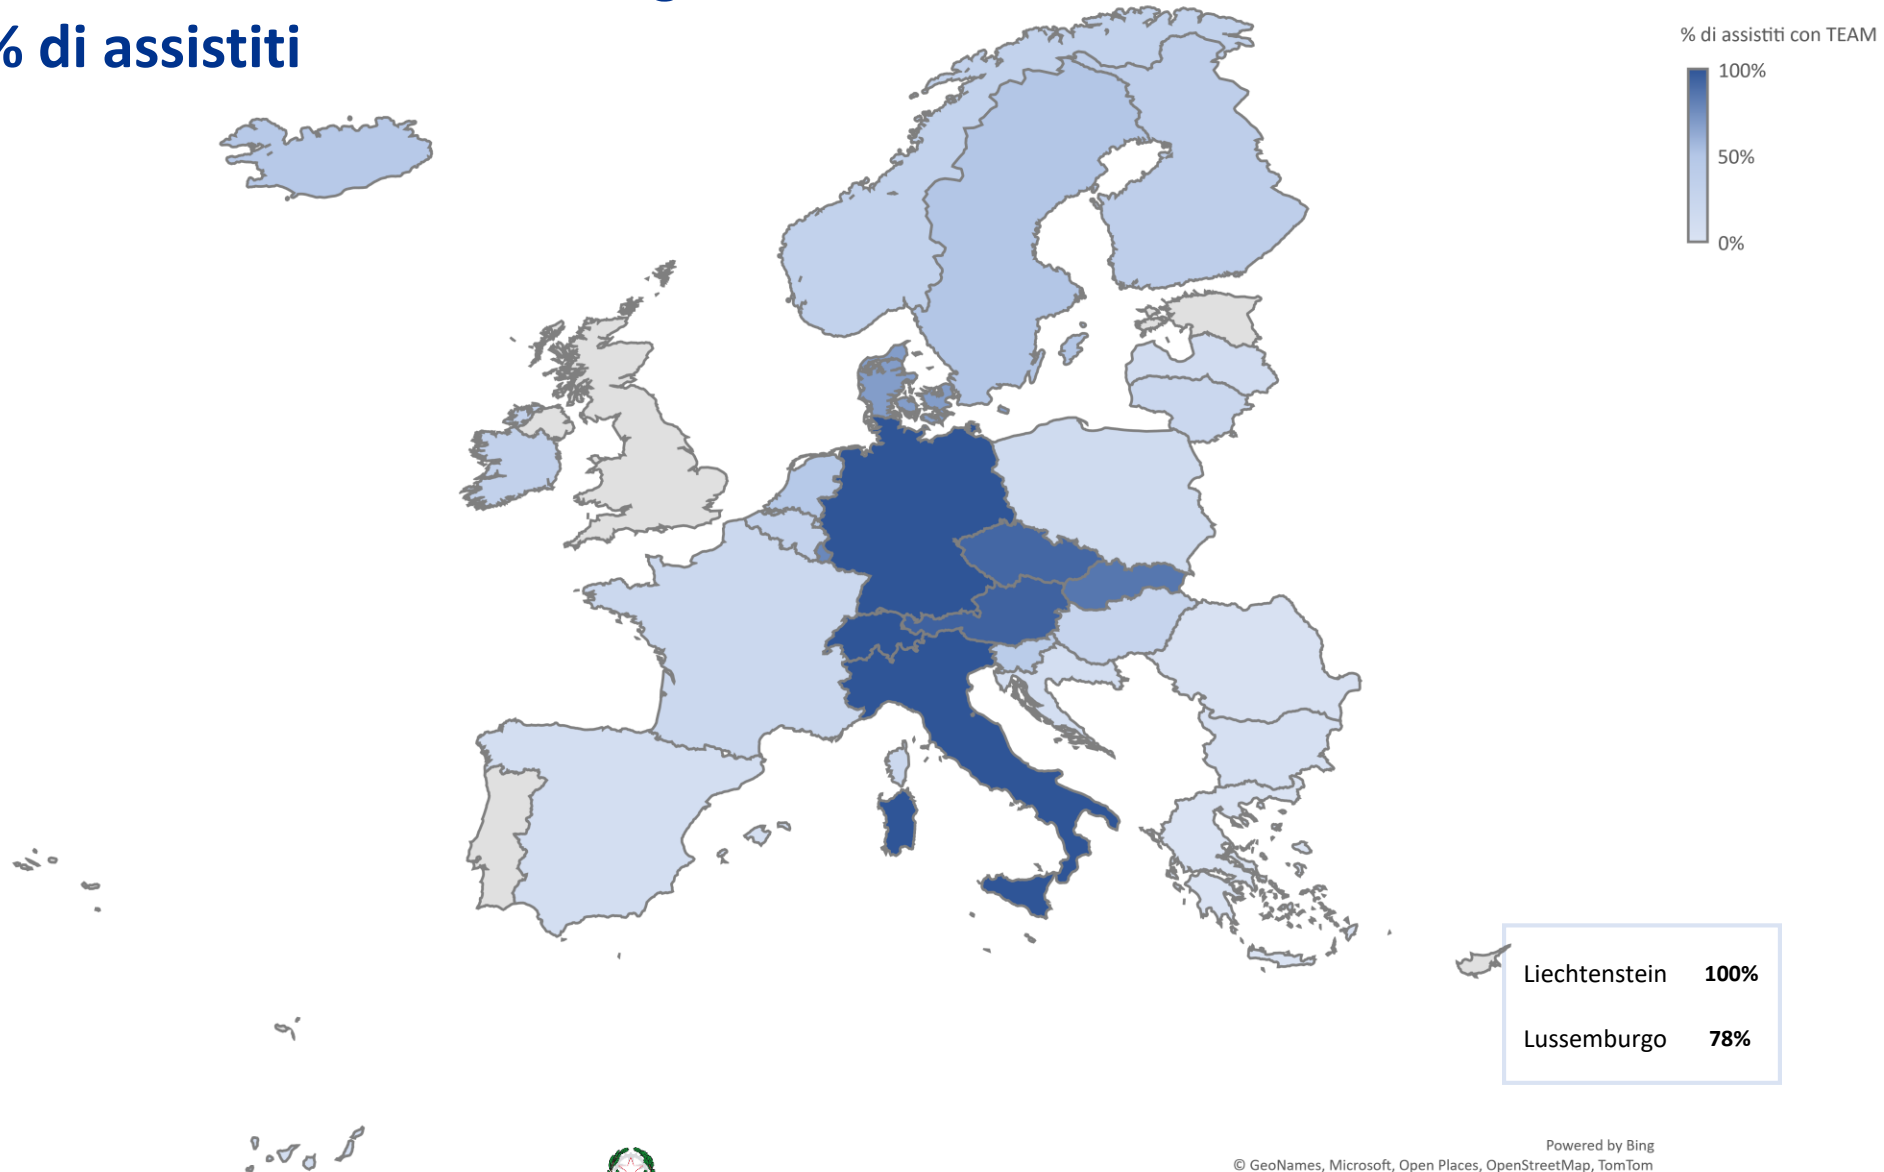 % di assistiti
% di assistiti con TEAM
100%
50%
0%
Liechtenstein 100%
Lussemburgo 78%
Powered by Bing
© GeoNames, Microsoft, Open Places, OpenStreetMap, TomTom